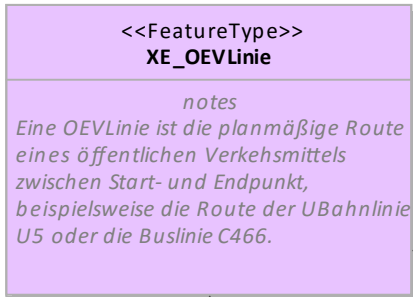 <<FeatureType>>
XE_OEVLinie
notes
Eine OEVLinie ist die planmäßige Route
eines öffentlichen Verkehsmittels
zwischen Start- und Endpunkt,
beispielsweise die Route der UBahnlinie
U5 oder die Buslinie C466.